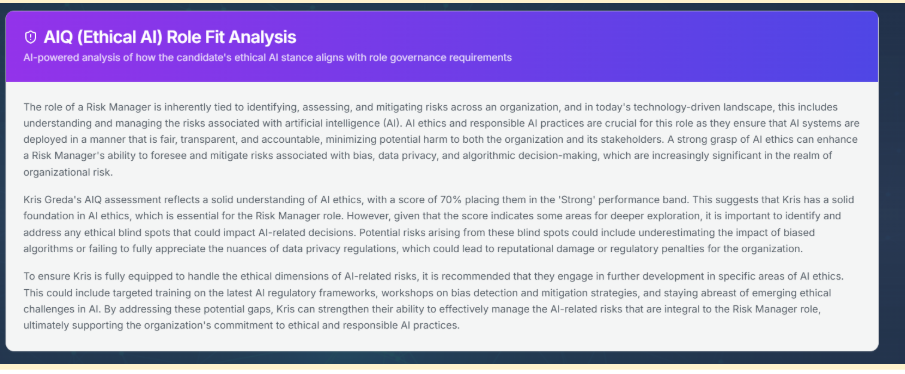 AIQ (Ethical AI) Role Fit Analysis
AI-powered analysis of how the candidate's ethical AI stance aligns with role governance requirements
The role of a Risk Manager is inherently tied to identifying, assessing, and mitigating risks across an organization, and in today's technology-driven landscape, this includes
understanding and managing the risks associated with artificial intelligence (AI). AI ethics and responsible AI practices are crucial for this role as they ensure that AI systems are
deployed in a manner that is fair, transparent, and accountable, minimizing potential harm to both the organization and its stakeholders. A strong grasp of AI ethics can enhance
a Risk Manager's ability to foresee and mitigate risks associated with bias, data privacy, and algorithmic decision-making, which are increasingly significant in the realm of
organizational risk.
Kris Greda's AIQ assessment reflects a solid understanding of AI ethics, with a score of 70% placing them in the 'Strong' performance band. This suggests that Kris has a solid
foundation in AI ethics, which is essential for the Risk Manager role. However, given that the score indicates some areas for deeper exploration, it is important to identify and
address any ethical blind spots that could impact AI-related decisions. Potential risks arising from these blind spots could include underestimating the impact of biased
algorithms or failing to fully appreciate the nuances of data privacy regulations, which could lead to reputational damage or regulatory penalties for the organization.
To ensure Kris is fully equipped to handle the ethical dimensions of AI-related risks, it is recommended that they engage in further development in specific areas of AI ethics.
This could include targeted training on the latest AI regulatory frameworks, workshops on bias detection and mitigation strategies, and staying abreast of emerging ethical
challenges in AI. By addressing these potential gaps, Kris can strengthen their ability to effectively manage the AI-related risks that are integral to the Risk Manager role,
ultimately supporting the organization's commitment to ethical and responsible AI practices.